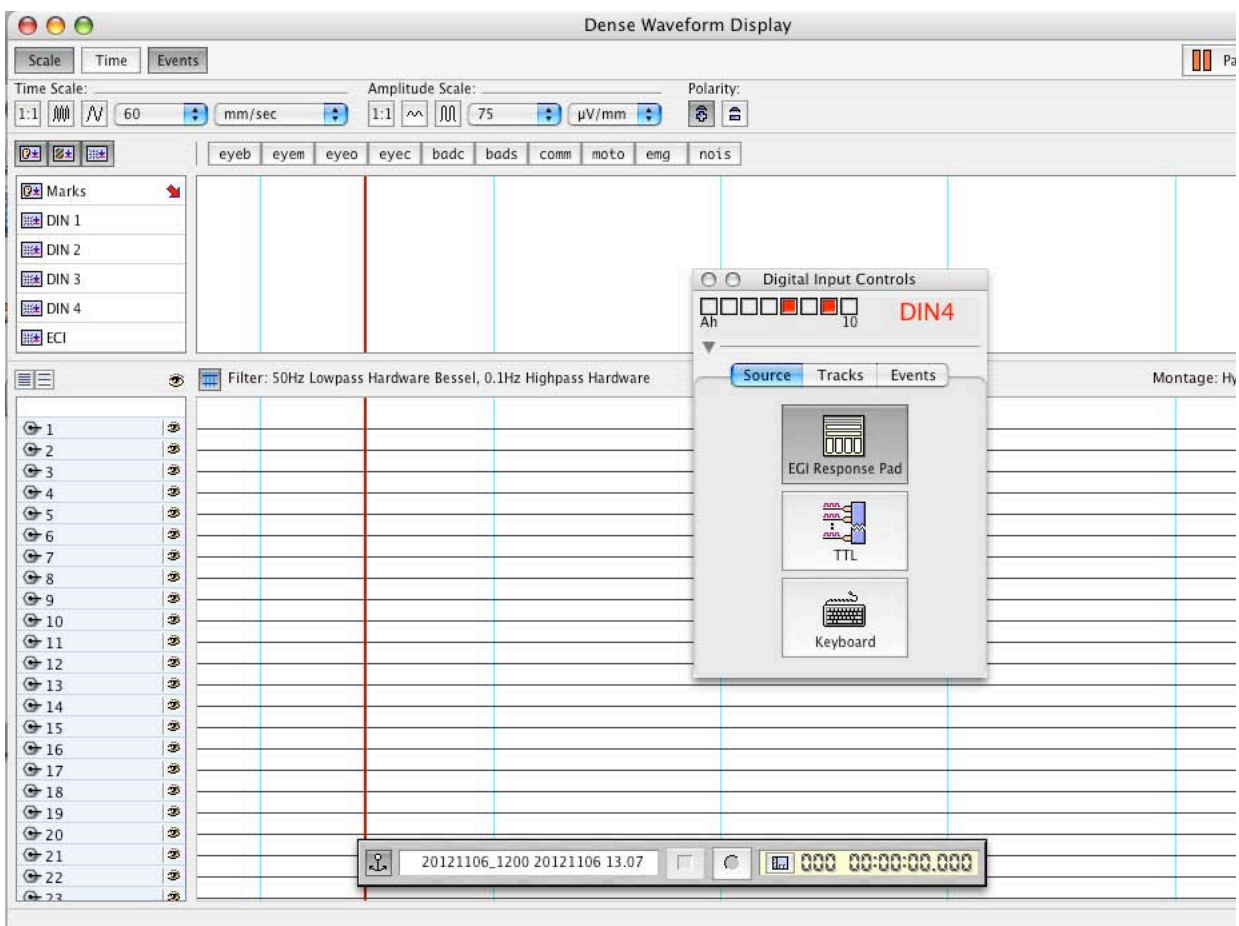 Dense Waveform Display
Scale Time Events Pa
Time Scale: Amplitude Scale: Polarity:
1:1 60 mm/sec 1:1 75 µV/mm
eyeb eyem eyeo eyec badc bads comm moto emg nois
Marks
DIN 1
DIN 2
DIN 3
DIN 4
ECI
Digital Input Controls
Ah 10 DIN4
Source Tracks Events
EGI Response Pad
TTL
Keyboard
Filter: 50Hz Lowpass Hardware Bessel, 0.1Hz Highpass Hardware Montage: Hy
1
2
3
4
5
6
7
8
9
10
11
12
13
14
15
16
17
18
19
20
21
22
23
20121106_1200 20121106 13.07 000 00:00:00.000